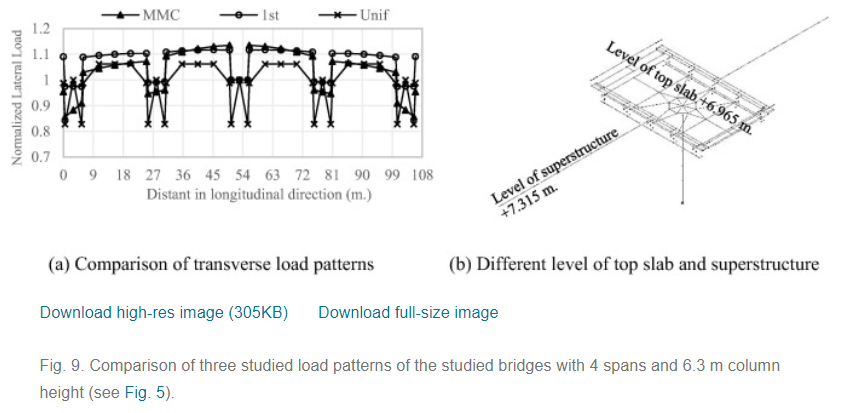 MMC 1st Unif
Normalized Lateral Load
1.2
1.1
1
0.9
0.8
0.7
0 9 18 27 36 45 54 63 72 81 90 99 108
Distant in longitudinal direction (m.)
Level of top slab +6.965 m.
Level of superstructure
+7.315 m.
(a) Comparison of transverse load patterns
(b) Different level of top slab and superstructure
Download high-res image (305KB) Download full-size image
Fig. 9. Comparison of three studied load patterns of the studied bridges with 4 spans and 6.3 m column
height (see Fig. 5).